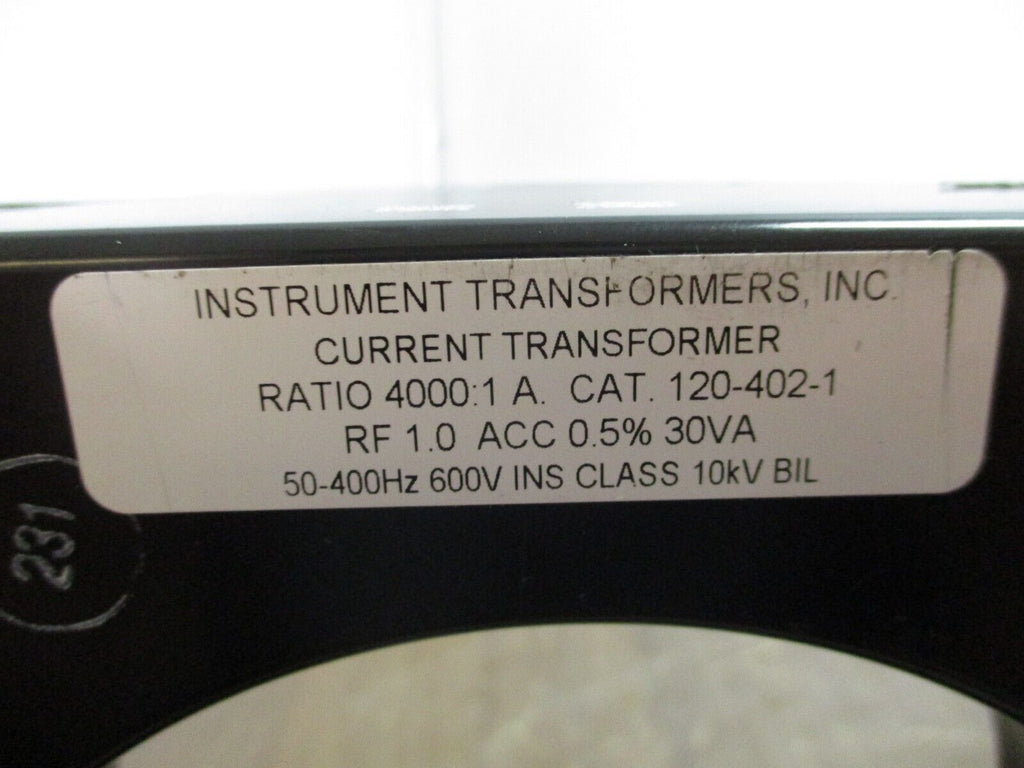 INSTRUMENT TRANSFORMERS, INC.
CURRENT TRANSFORMER
RATIO 4000:1 A. CAT. 120-402-1
RF 1.0 ACC 0.5% 30VA
50-400Hz 600V INS CLASS 10kV BIL
231